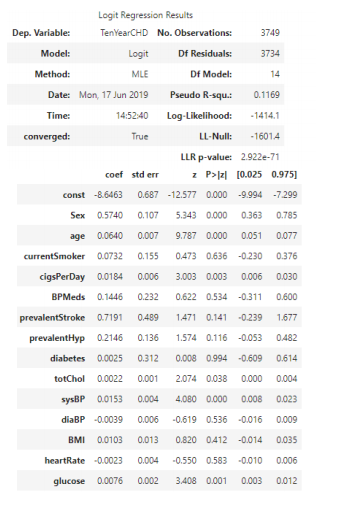 Logit Regression Results
Dep. Variable: TenYearCHD No. Observations: 3749
Model: Logit Df Residuals: 3734
Method: MLE Df Model: 14
Date: Mon, 17 Jun 2019 Pseudo R-squ.: 0.1169
Time: 14:52:40 Log-Likelihood: -1414.1
converged: True LL-Null: -1601.4
LLR p-value: 2.922e-71
coef std err z P>|z| [0.025 0.975]
const -8.6463 0.687 -12.577 0.000 -9.994 -7.299
Sex 0.5740 0.107 5.343 0.000 0.363 0.785
age 0.0640 0.007 9.787 0.000 0.051 0.077
currentSmoker 0.0732 0.155 0.473 0.636 -0.230 0.376
cigsPerDay 0.0184 0.006 3.003 0.003 0.006 0.030
BPMeds 0.1446 0.232 0.622 0.534 -0.311 0.600
prevalentStroke 0.7191 0.489 1.471 0.141 -0.239 1.677
prevalentHyp 0.2146 0.136 1.574 0.116 -0.053 0.482
diabetes 0.0025 0.312 0.008 0.994 -0.609 0.614
totChol 0.0022 0.001 2.074 0.038 0.000 0.004
sysBP 0.0153 0.004 4.080 0.000 0.008 0.023
diaBP -0.0039 0.006 -0.619 0.536 -0.016 0.009
BMI 0.0103 0.013 0.820 0.412 -0.014 0.035
heartRate -0.0023 0.004 -0.550 0.583 -0.010 0.006
glucose 0.0076 0.002 3.408 0.001 0.003 0.012